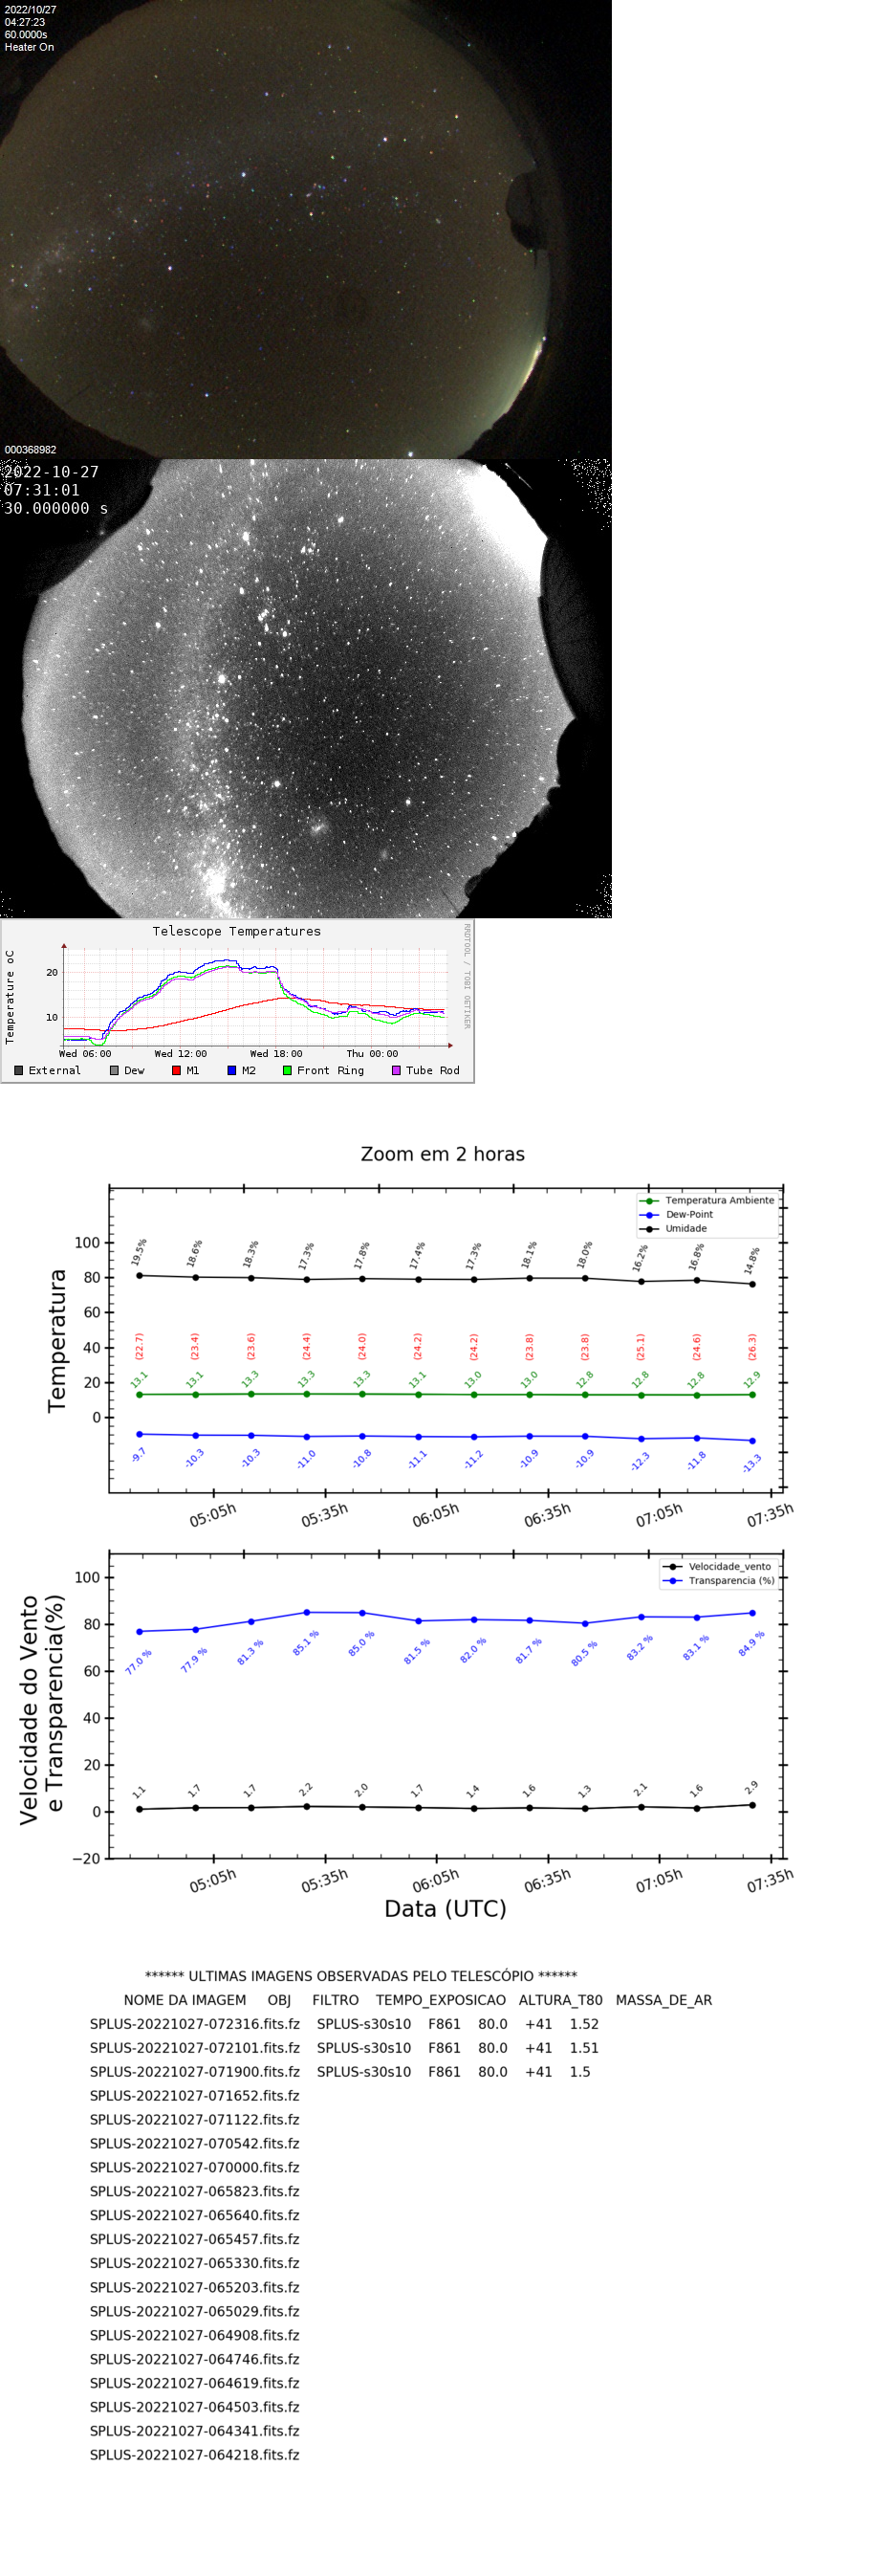 2022/10/27
04:27:23
60.0000s
Heater On
000368982
2022-10-27
07:31:01
30.000000 s
Telescope Temperatures
RRDTOOL / TOBI OETIKER
Temperature oC
20
10
Wed 06:00 Wed 12:00 Wed 18:00 Thu 00:00
External Dew M1 M2 Front Ring Tube Rod
Zoom em 2 horas
Temperatura Ambiente
Dew-Point
Umidade
Temperatura
100
80
60
40
20
0
19.5% 18.6% 18.3% 17.3% 17.8% 17.4% 17.3% 18.1% 18.0% 16.2% 16.8% 14.8%
(22.7) (23.4) (23.6) (24.4) (24.0) (24.2) (24.2) (23.8) (23.8) (25.1) (24.6) (26.3)
13.1 13.1 13.3 13.3 13.3 13.1 13.0 13.0 12.8 12.8 12.8 12.9
-9.7 -10.3 -10.3 -11.0 -10.8 -11.1 -11.2 -10.9 -10.9 -12.3 -11.8 -13.3
05:05h 05:35h 06:05h 06:35h 07:05h 07:35h
Velocidade_vento
Transparencia (%)
Velocidade do Vento
e Transparencia(%)
100
80
60
40
20
0
−20
77.0 % 77.9 % 81.3 % 85.1 % 85.0 % 81.5 % 82.0 % 81.7 % 80.5 % 83.2 % 83.1 % 84.9 %
1.1 1.7 1.7 2.2 2.0 1.7 1.4 1.6 1.3 2.1 1.6 2.9
05:05h 05:35h 06:05h 06:35h 07:05h 07:35h
Data (UTC)
****** ULTIMAS IMAGENS OBSERVADAS PELO TELESCÓPIO ******
NOME DA IMAGEM OBJ FILTRO TEMPO_EXPOSICAO ALTURA_T80 MASSA_DE_AR
SPLUS-20221027-072316.fits.fz SPLUS-s30s10 F861 80.0 +41 1.52
SPLUS-20221027-072101.fits.fz SPLUS-s30s10 F861 80.0 +41 1.51
SPLUS-20221027-071900.fits.fz SPLUS-s30s10 F861 80.0 +41 1.5
SPLUS-20221027-071652.fits.fz
SPLUS-20221027-071122.fits.fz
SPLUS-20221027-070542.fits.fz
SPLUS-20221027-070000.fits.fz
SPLUS-20221027-065823.fits.fz
SPLUS-20221027-065640.fits.fz
SPLUS-20221027-065457.fits.fz
SPLUS-20221027-065330.fits.fz
SPLUS-20221027-065203.fits.fz
SPLUS-20221027-065029.fits.fz
SPLUS-20221027-064908.fits.fz
SPLUS-20221027-064746.fits.fz
SPLUS-20221027-064619.fits.fz
SPLUS-20221027-064503.fits.fz
SPLUS-20221027-064341.fits.fz
SPLUS-20221027-064218.fits.fz